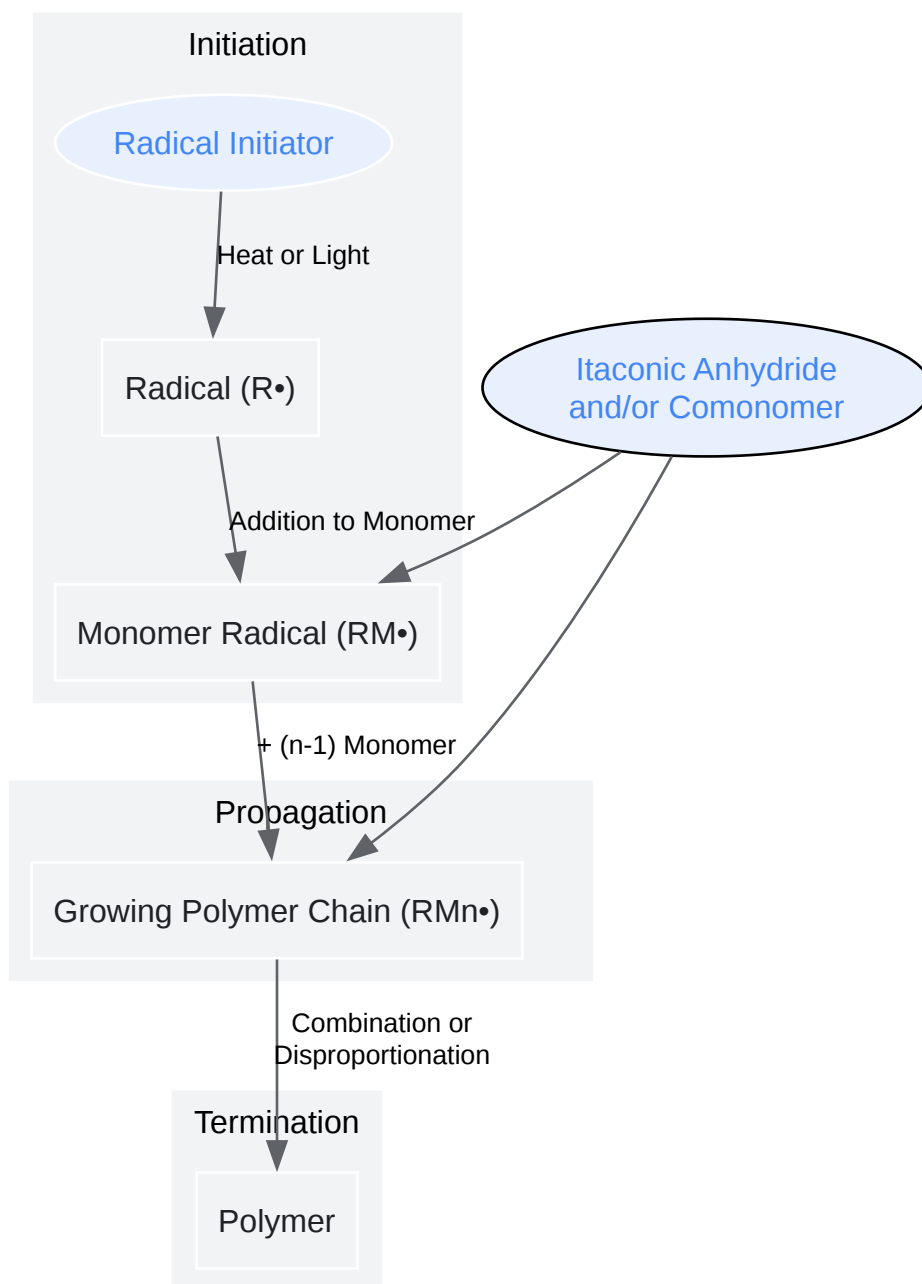 Initiation
Radical Initiator
Heat or Light
Radical (R•)
Itaconic Anhydride
and/or Comonomer
Addition to Monomer
Monomer Radical (RM•)
+ (n-1) Monomer
Propagation
Growing Polymer Chain (RMn•)
Combination or
Disproportionation
Termination
Polymer